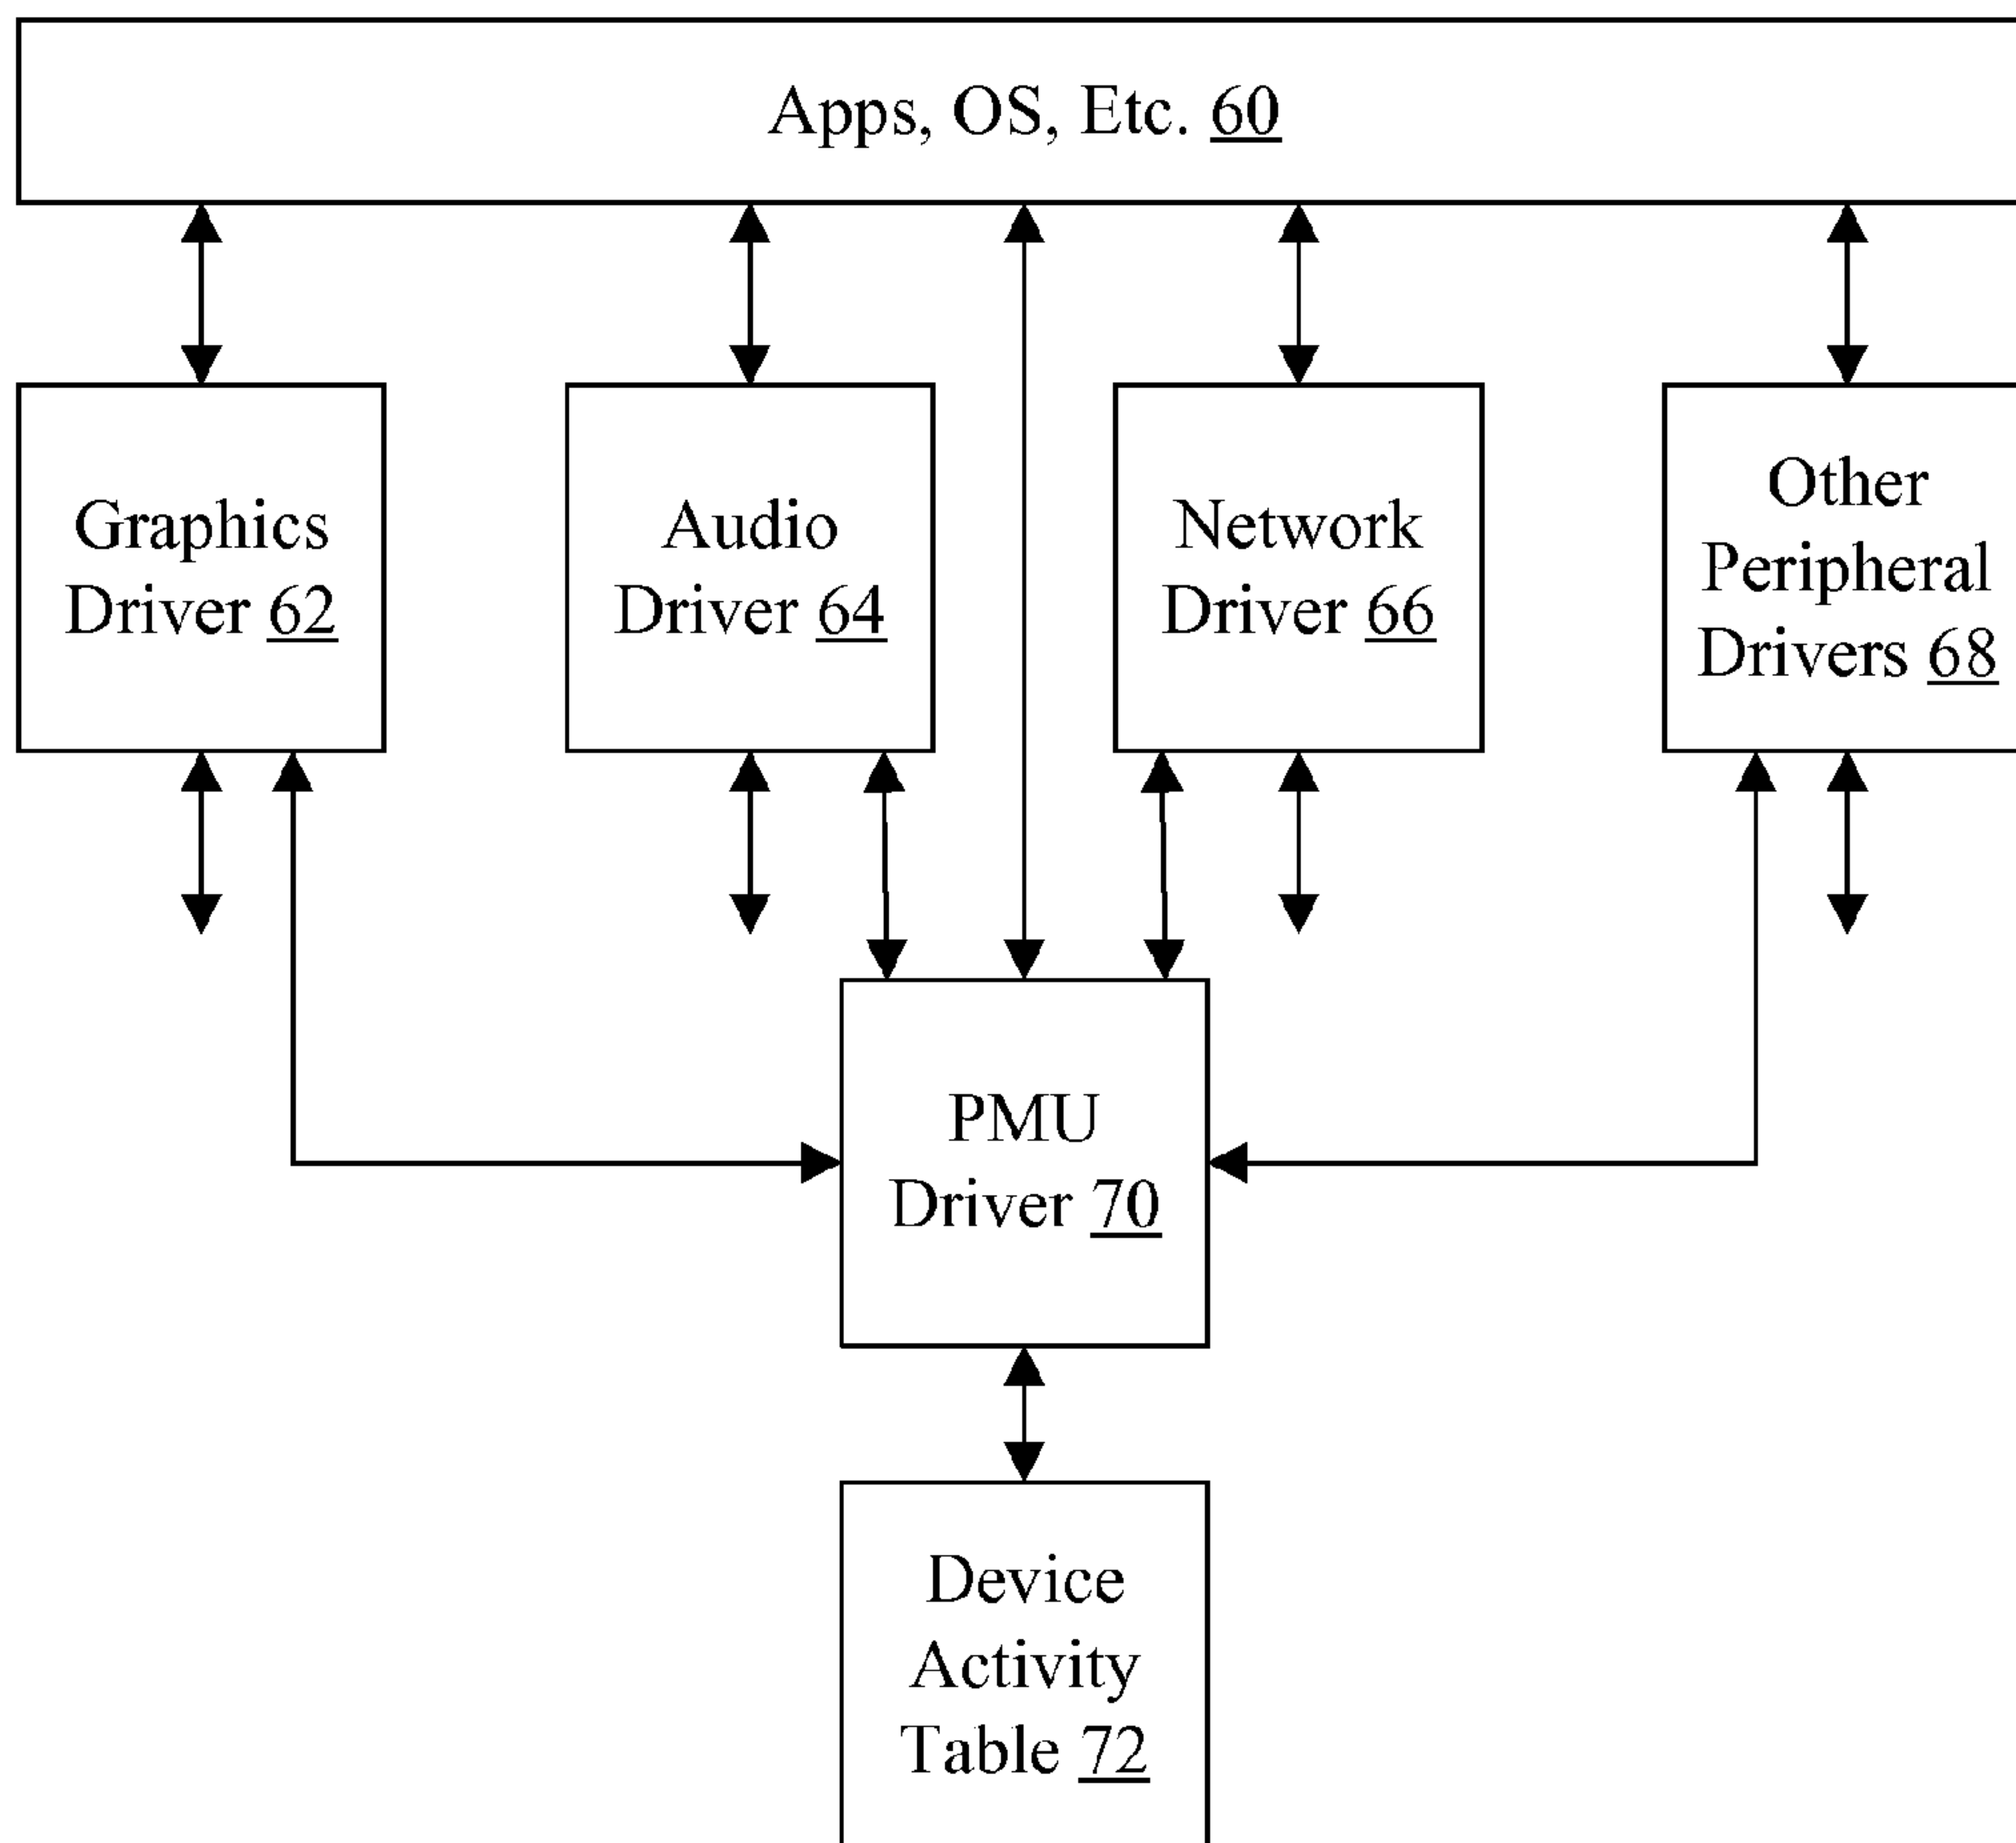 Apps, OS, Etc. 60
Graphics
Driver 62
Audio
Driver 64
Network
Driver 66
Other
Peripheral
Drivers 68
PMU
Driver 70
Device
Activity
Table 72